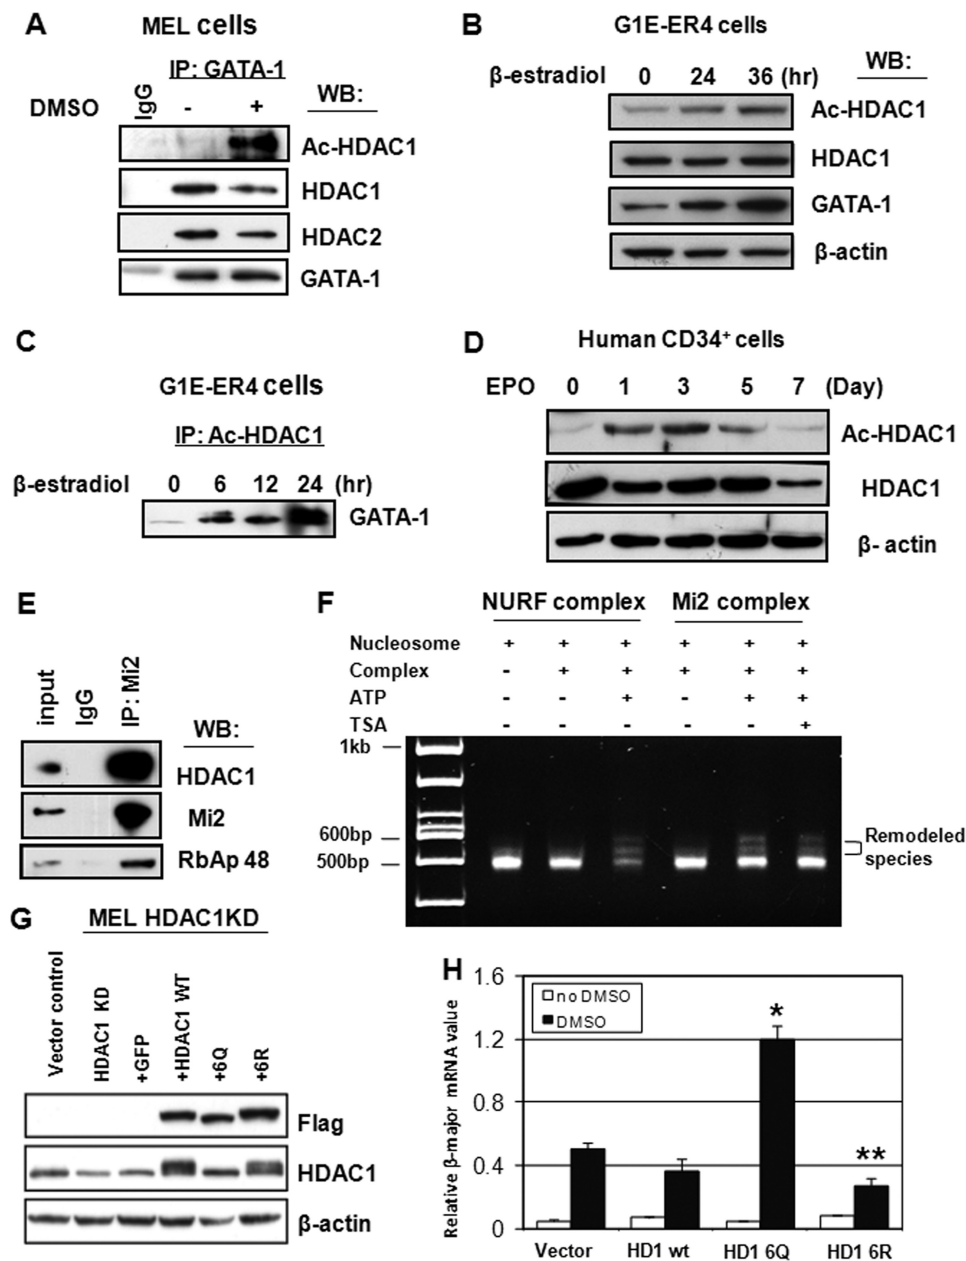 A
MEL cells
IP: GATA-1
DMSO IgG - + WB:
Ac-HDAC1
HDAC1
HDAC2
GATA-1
B
G1E-ER4 cells
β-estradiol 0 24 36 (hr) WB:
Ac-HDAC1
HDAC1
GATA-1
β-actin
C
G1E-ER4 cells
IP: Ac-HDAC1
β-estradiol 0 6 12 24 (hr)
GATA-1
D
Human CD34+ cells
EPO 0 1 3 5 7 (Day)
Ac-HDAC1
HDAC1
β- actin
E
input IgG IP: Mi2
WB:
HDAC1
Mi2
RbAp 48
F
NURF complex Mi2 complex
Nucleosome + + + + + +
Complex - + + + + +
ATP - - + - + +
TSA - - - - - +
1kb
600bp
500bp
Remodeled
species
G
MEL HDAC1KD
Vector control HDAC1 KD +GFP +HDAC1 WT +6Q +6R
Flag
HDAC1
β-actin
H
Relative β-major mRNA value
1.6
1.2
0.8
0.4
0
no DMSO
DMSO
*
**
Vector HD1 wt HD1 6Q HD1 6R